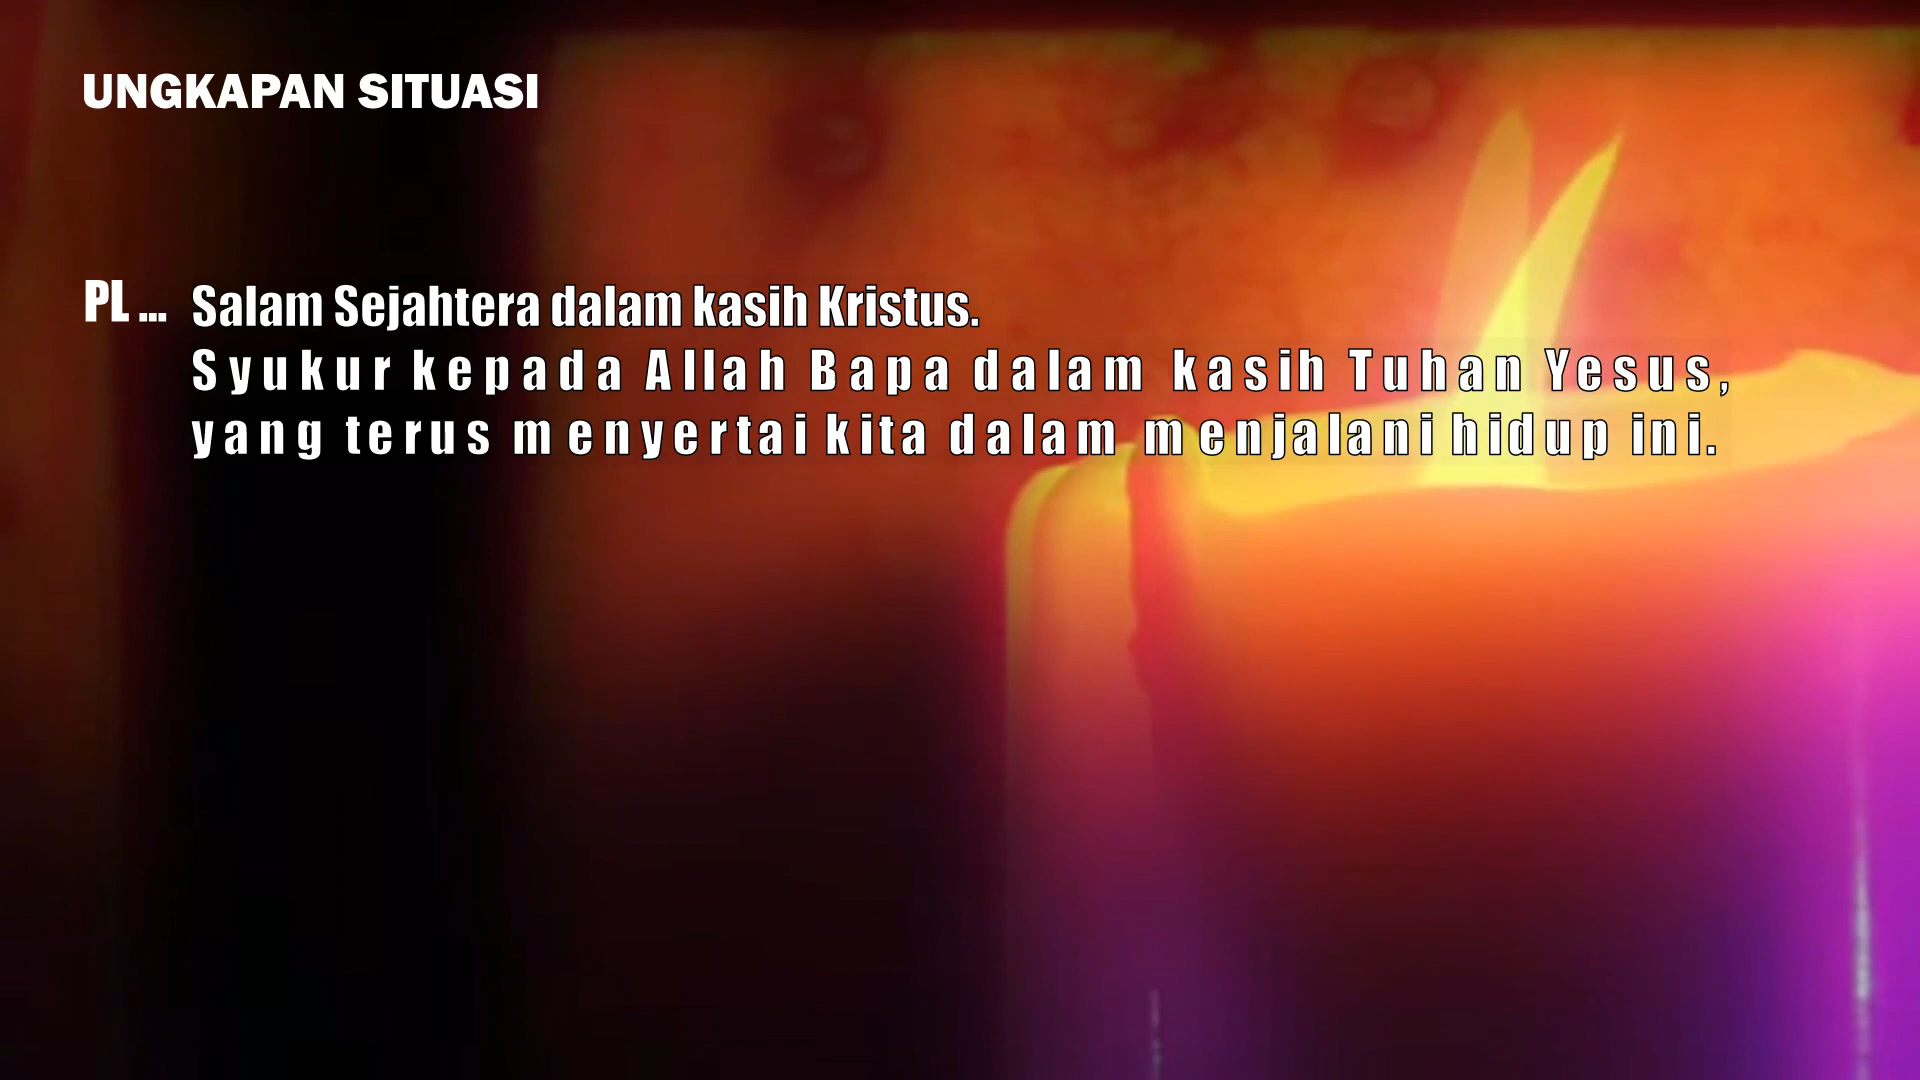 UNGKAPAN SITUASI
PL ... Salam Sejahtera dalam kasih Kristus.
Syukur kepada Allah Bapa dalam kasih Tuhan Yesus,
yang terus menyertai kita dalam menjalani hidup ini.